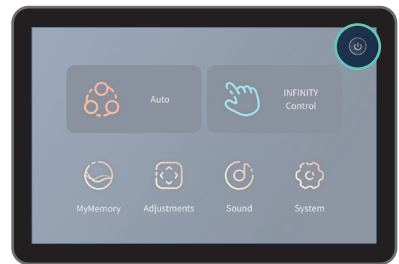 Auto
INFINITY
Control
MyMemory
Adjustments
Sound
System